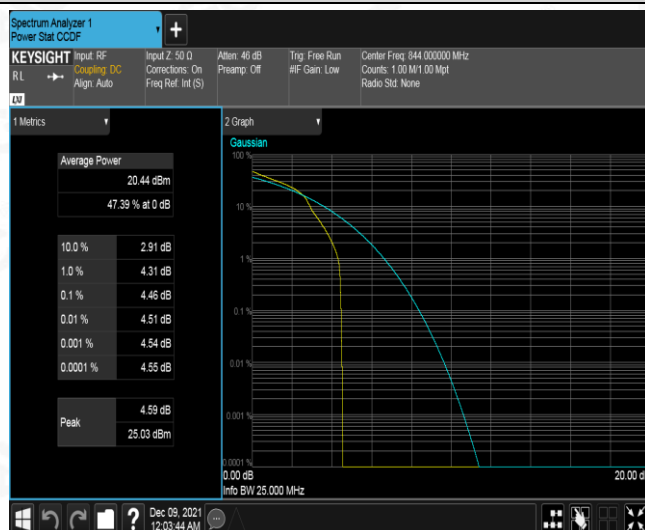 Spectrum Analyzer 1
Power Stat CCDF
+
KEYSIGHT
RL
LXI
Input: RF
Coupling: DC
Align: Auto
Input Z: 50 Ω
Corrections: On
Freq Ref: Int (S)
Atten: 46 dB
Preamp: Off
Trig: Free Run
#IF Gain: Low
Center Freq: 844.000000 MHz
Counts: 1.00 M/1.00 Mpt
Radio Std: None
1 Metrics
Average Power
20.44 dBm
47.39 % at 0 dB
10.0 % 2.91 dB
1.0 % 4.31 dB
0.1 % 4.46 dB
0.01 % 4.51 dB
0.001 % 4.54 dB
0.0001 % 4.55 dB
Peak
4.59 dB
25.03 dBm
2 Graph
Gaussian
100 %
10 %
1 %
0.1 %
0.01 %
0.001 %
0.0001 %
0.00 dB
20.00 d
Info BW 25.000 MHz
?
Dec 09, 2021
12:03:44 AM